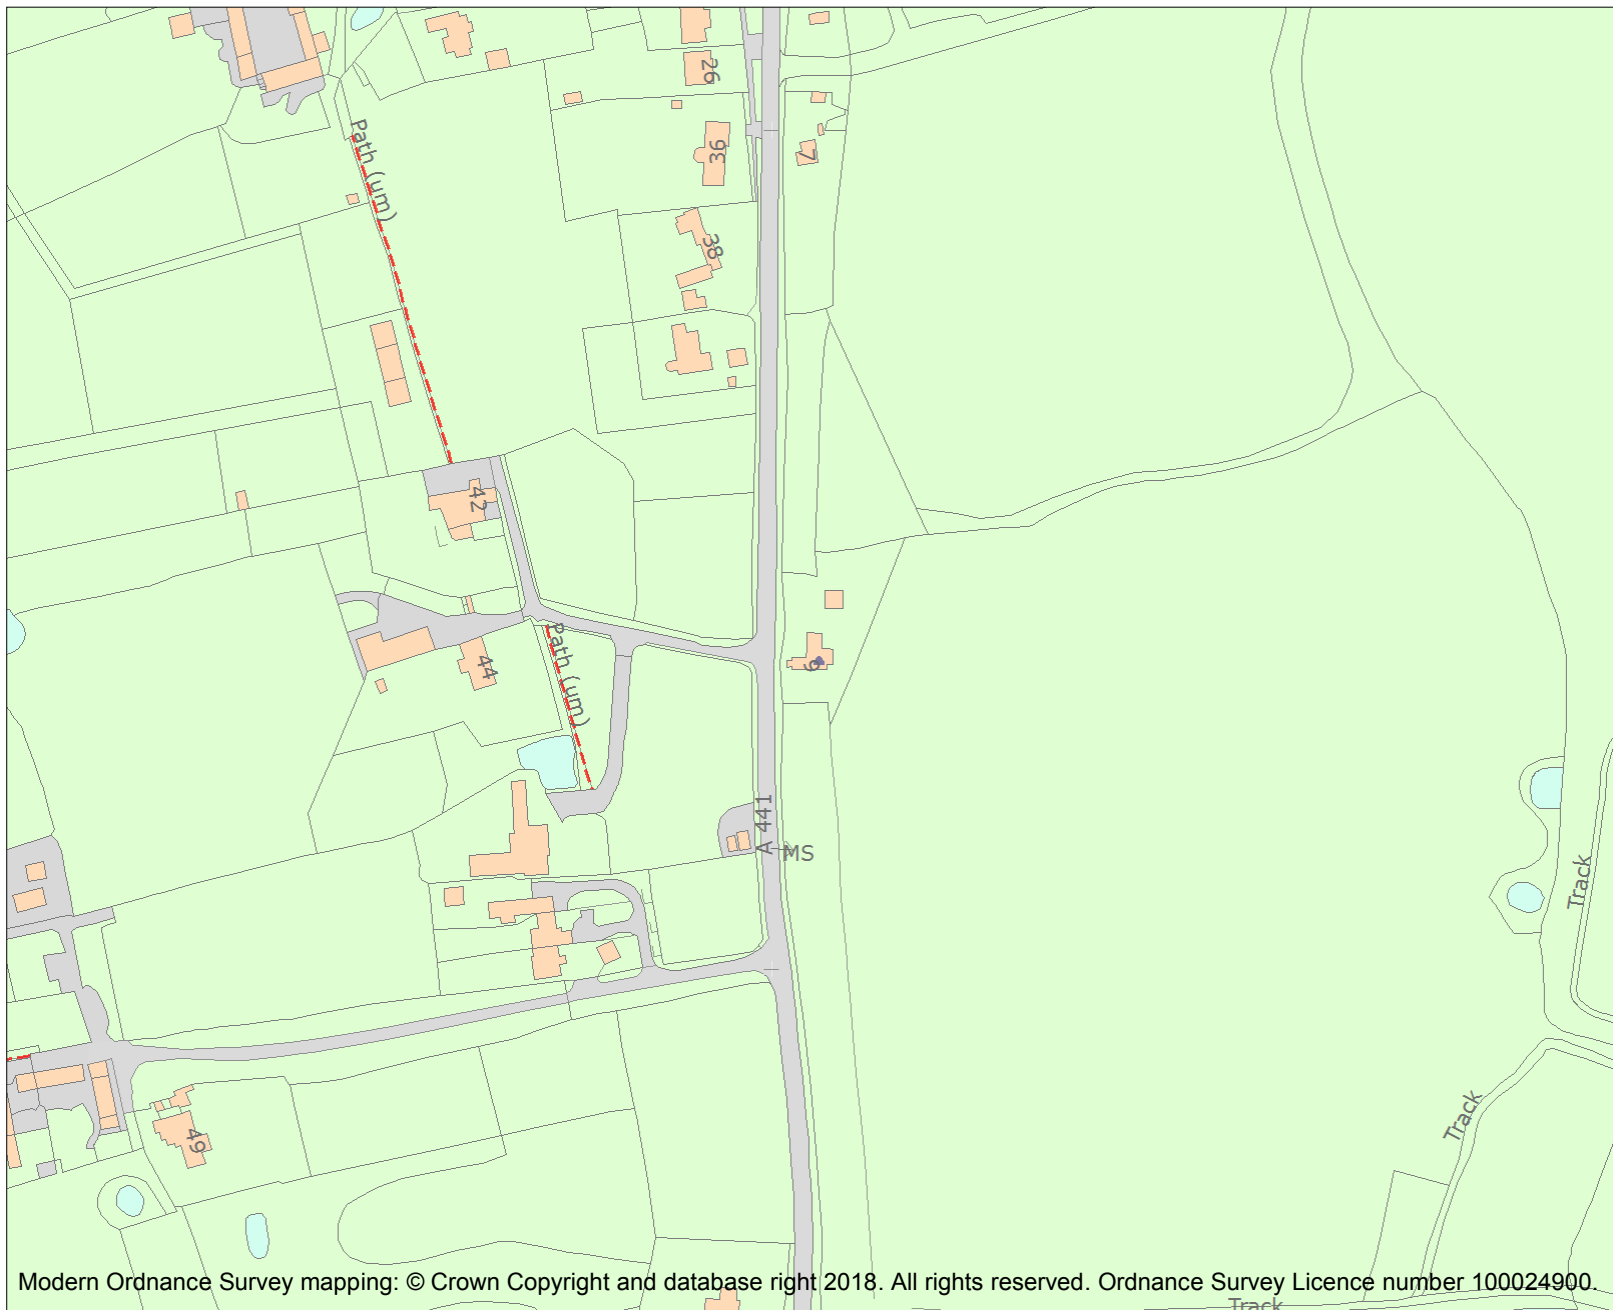 26
Path (um)
36
7
38
42
Path (um)
44
9
A 441
MS
Track
Track
49
Modern Ordnance Survey mapping: © Crown Copyright and database right 2018. All rights reserved. Ordnance Survey Licence number 100024900.
Track